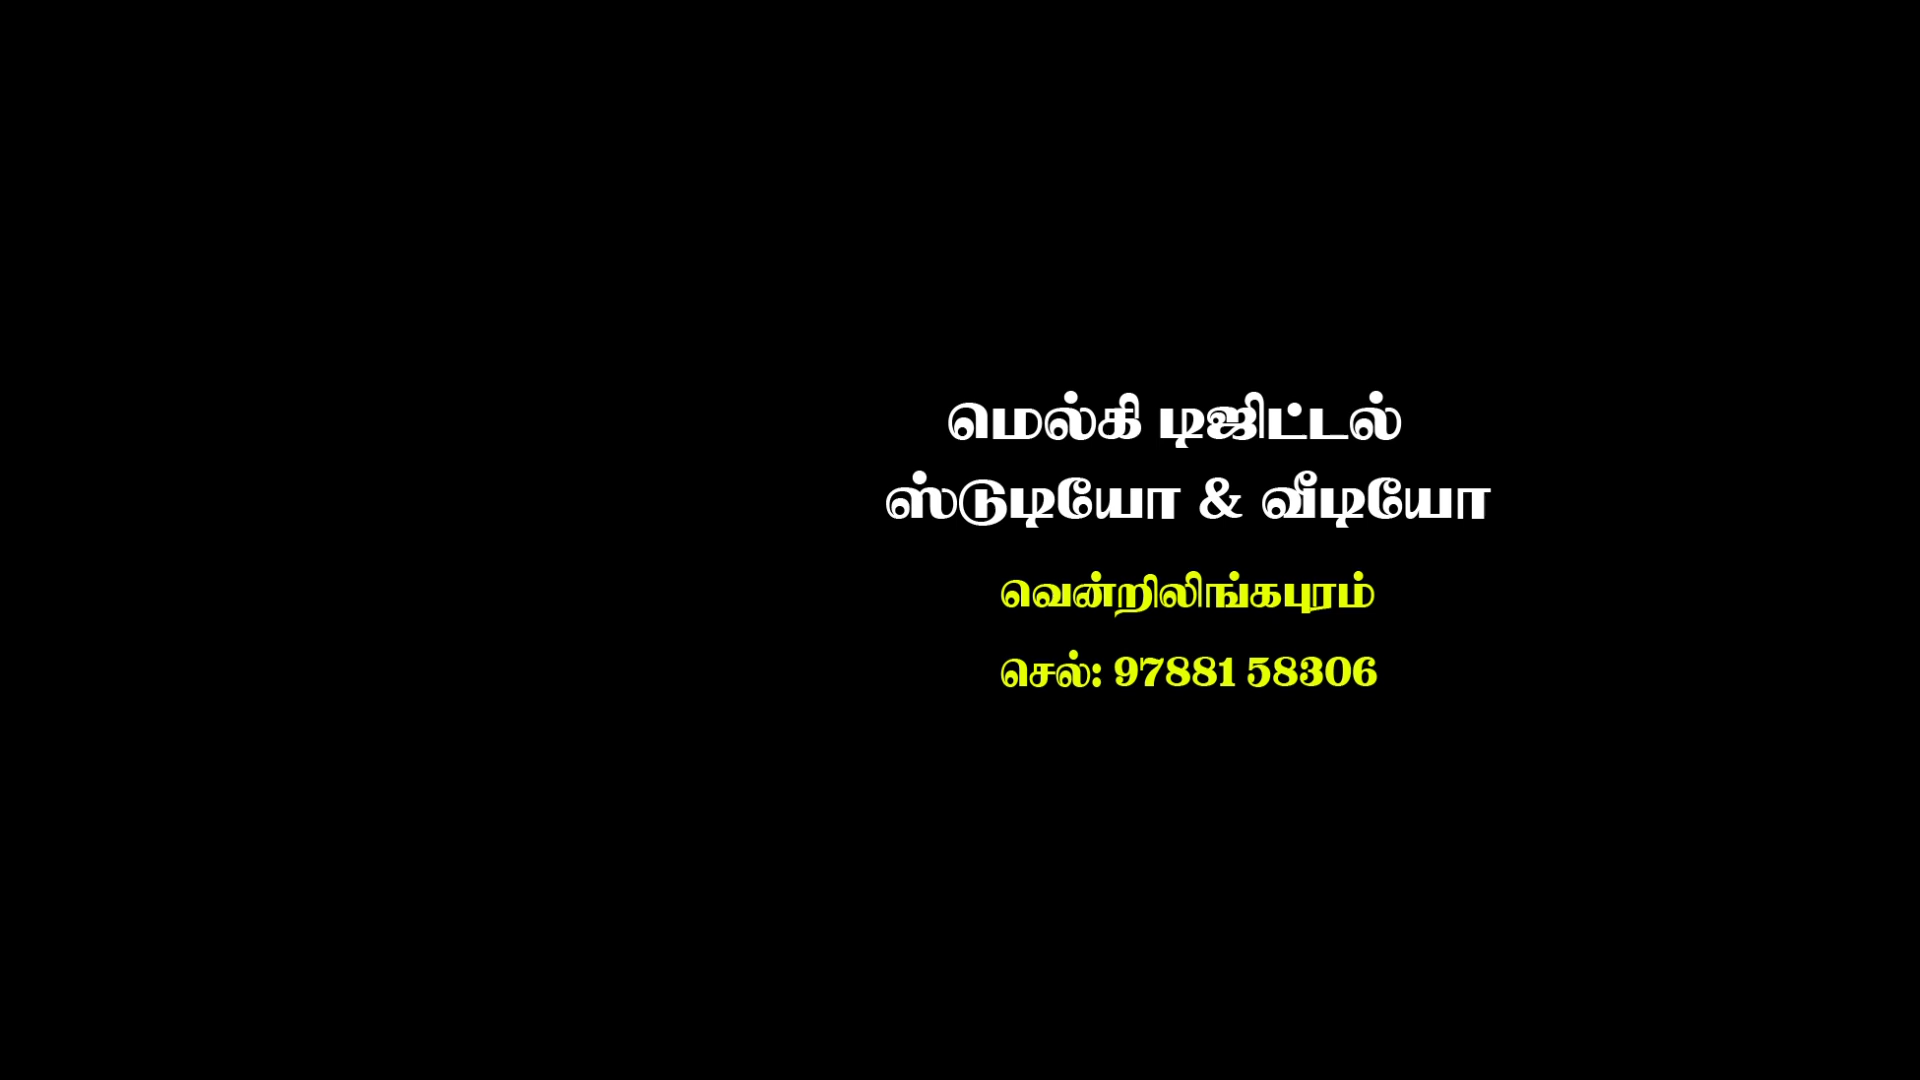 மெல்கி டிஜிட்டல்
ஸ்டுடியோ & வீடியோ
வென்றிலிங்கபுரம்
செல்: 97881 58306